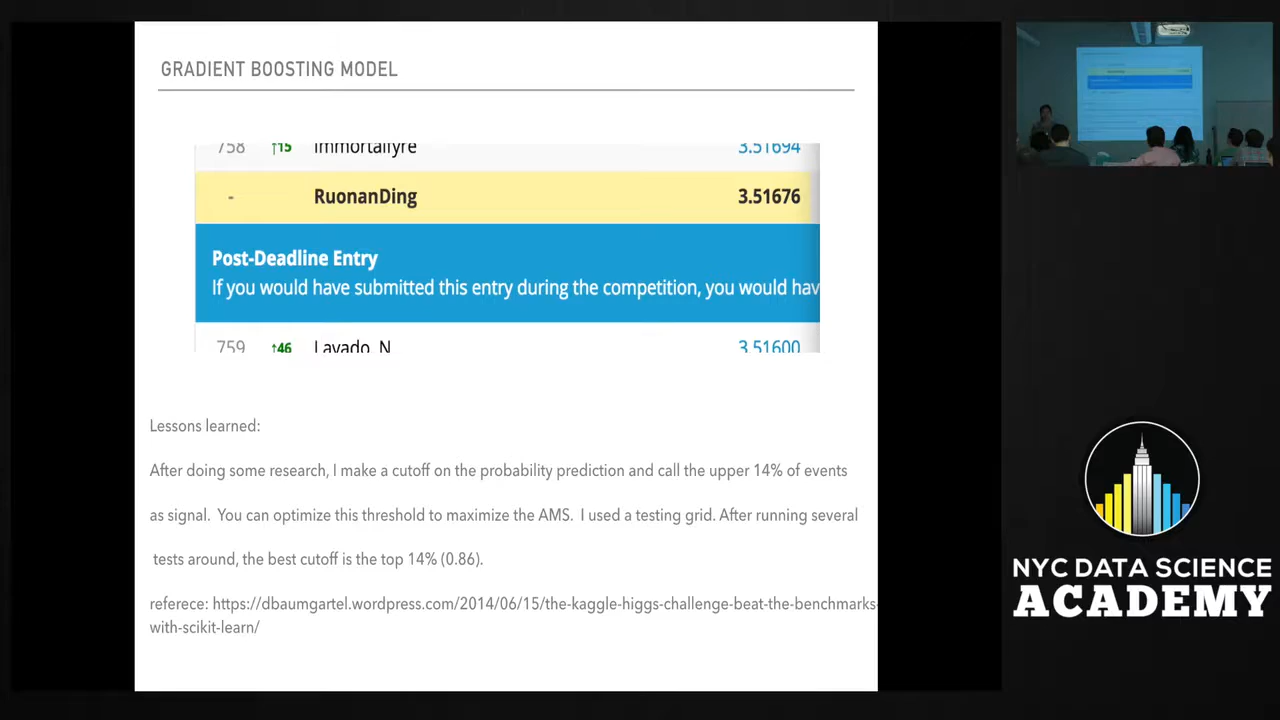 GRADIENT BOOSTING MODEL
758 ↑15 Immortalfyre 3.51694
- RuonanDing 3.51676
Post-Deadline Entry
If you would have submitted this entry during the competition, you would hav
759 ↑46 Lavado, N 3.51600
Lessons learned:
After doing some research, I make a cutoff on the probability prediction and call the upper 14% of events
as signal. You can optimize this threshold to maximize the AMS. I used a testing grid. After running several
tests around, the best cutoff is the top 14% (0.86).
referece: https://dbaumgartel.wordpress.com/2014/06/15/the-kaggle-higgs-challenge-beat-the-benchmarks-
with-scikit-learn/
NYC DATA SCIENCE
ACADEMY